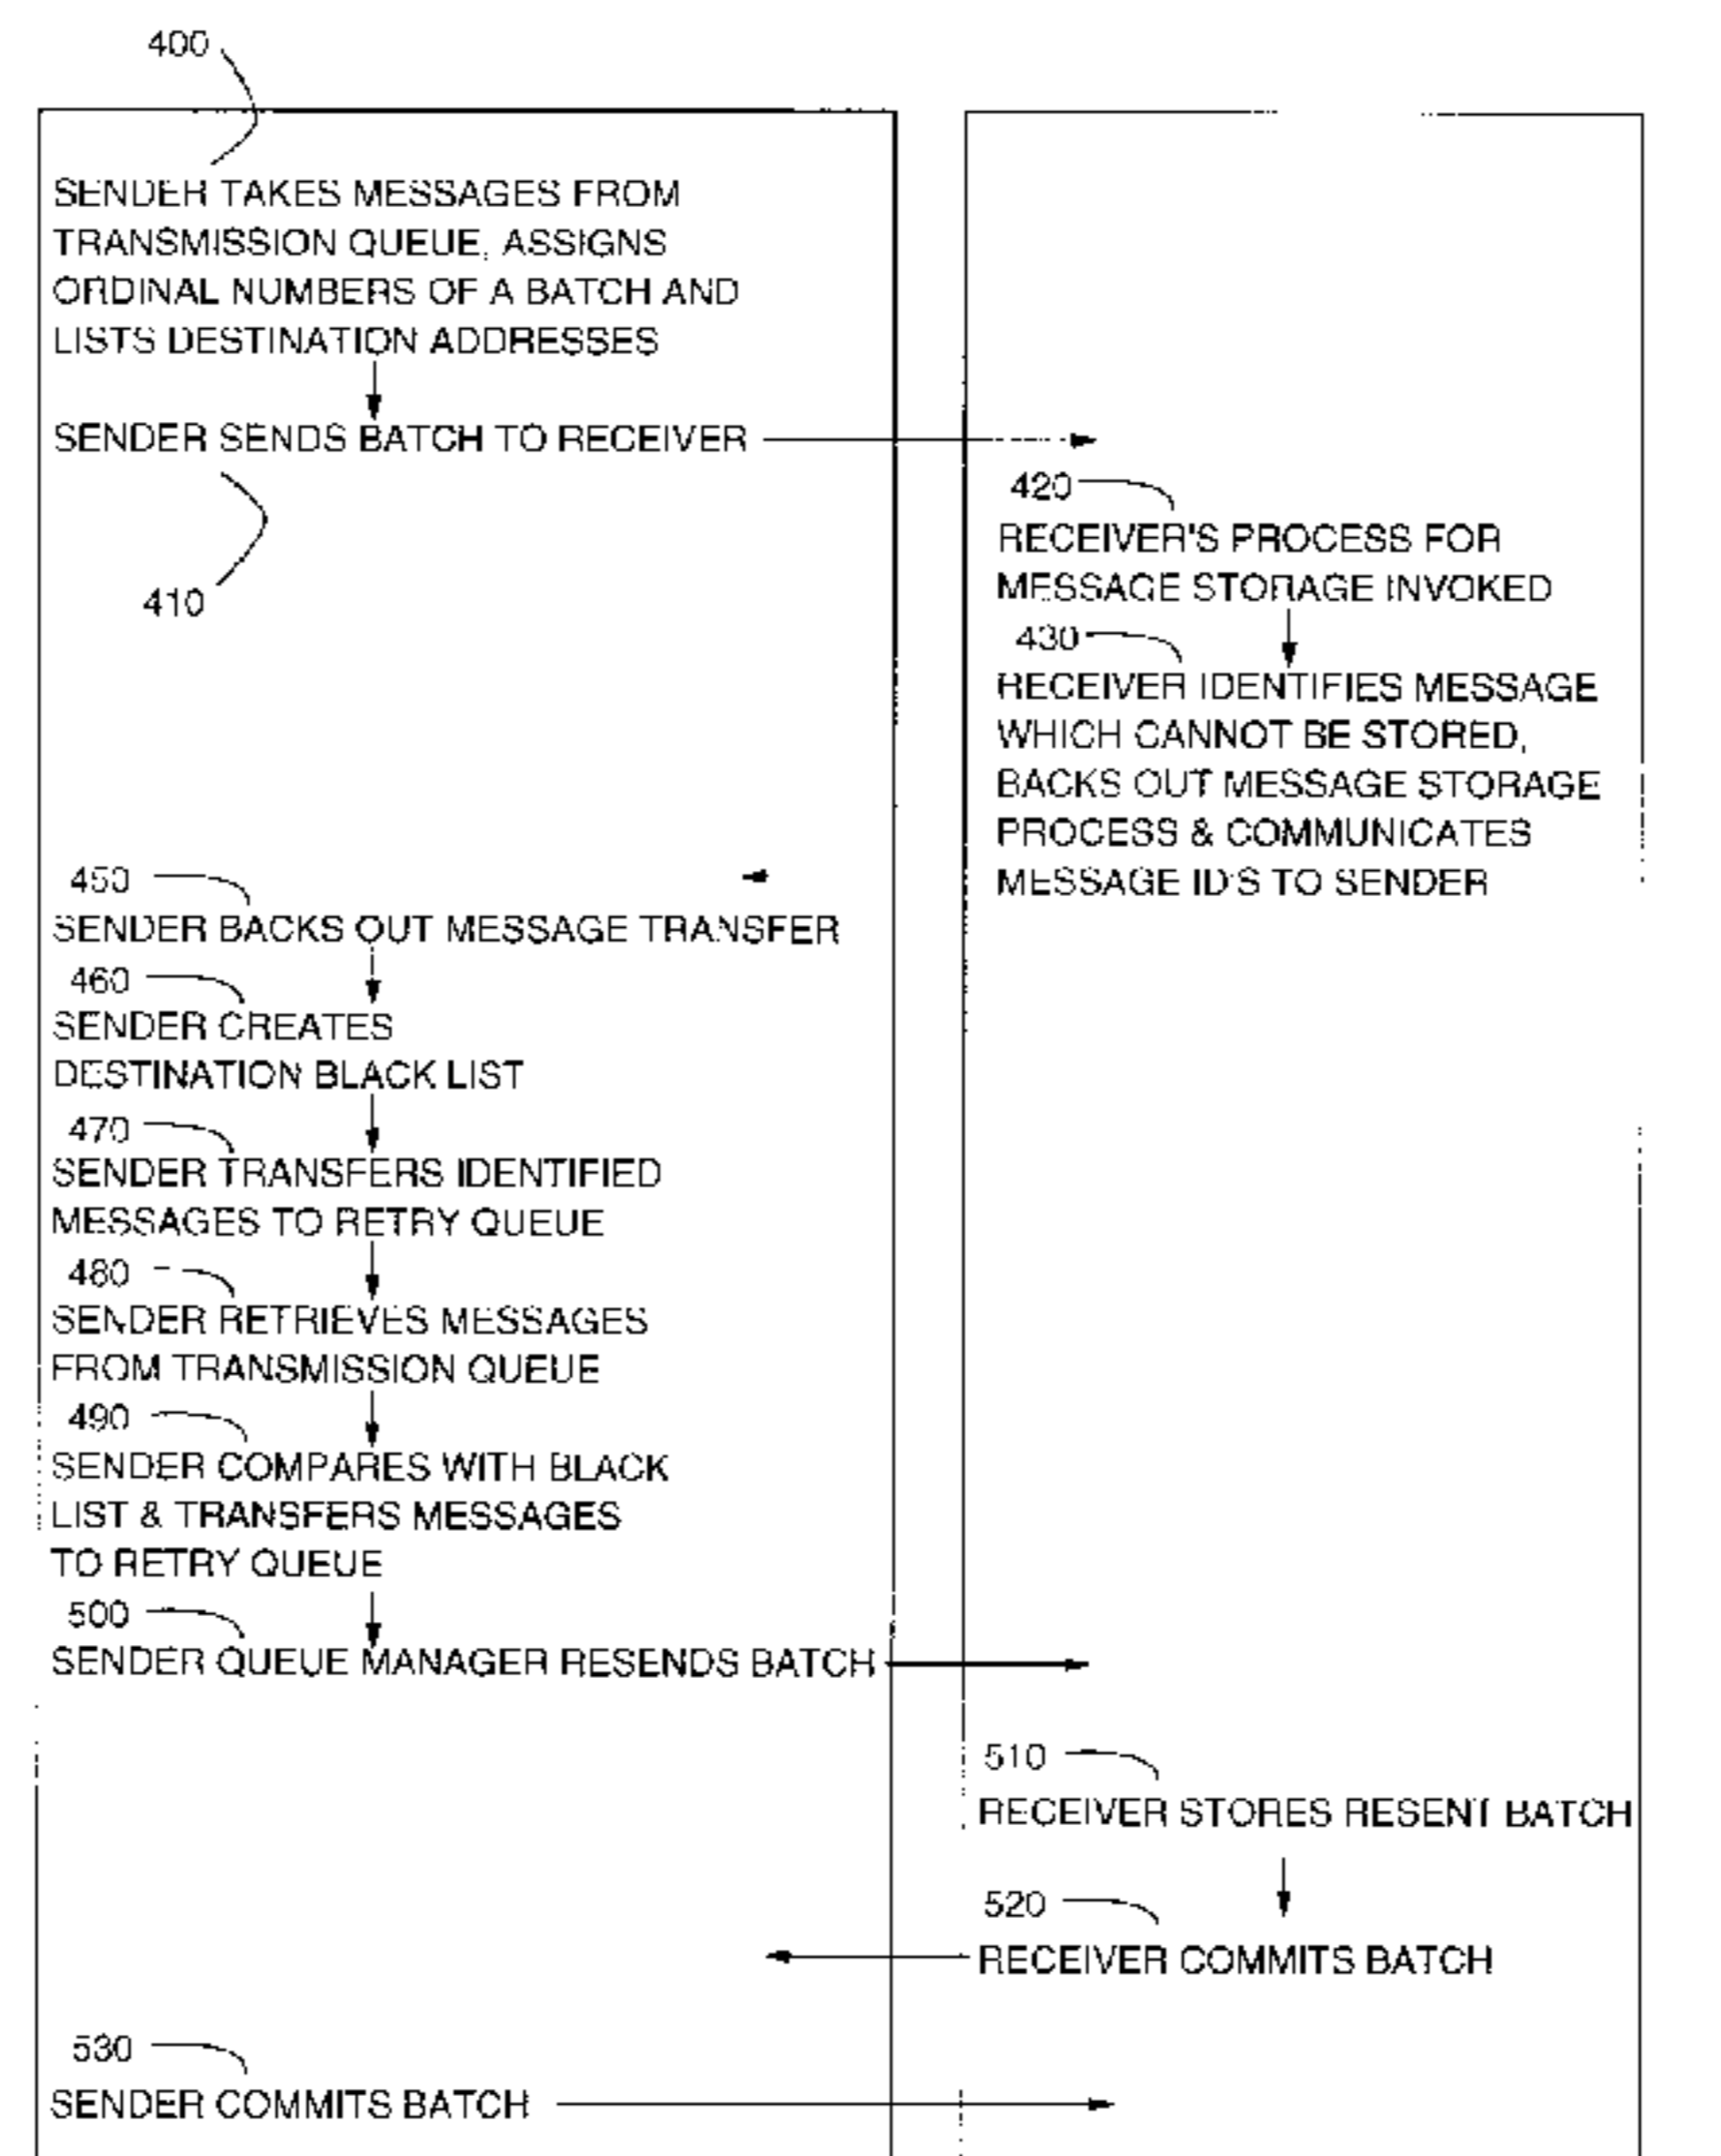 400
SENDER TAKES MESSAGES FROM
TRANSMISSION QUEUE, ASSIGNS
ORDINAL NUMBERS OF A BATCH AND
LISTS DESTINATION ADDRESSES
SENDER SENDS BATCH TO RECEIVER
410
420
RECEIVER'S PROCESS FOR
MESSAGE STORAGE INVOKED
430
RECEIVER IDENTIFIES MESSAGE
WHICH CANNOT BE STORED,
BACKS OUT MESSAGE STORAGE
PROCESS & COMMUNICATES
MESSAGE ID'S TO SENDER
450
SENDER BACKS OUT MESSAGE TRANSFER
460
SENDER CREATES
DESTINATION BLACK LIST
470
SENDER TRANSFERS IDENTIFIED
MESSAGES TO RETRY QUEUE
480
SENDER RETRIEVES MESSAGES
FROM TRANSMISSION QUEUE
490
SENDER COMPARES WITH BLACK
LIST & TRANSFERS MESSAGES
TO RETRY QUEUE
500
SENDER QUEUE MANAGER RESENDS BATCH
510
RECEIVER STORES RESENT BATCH
520
RECEIVER COMMITS BATCH
530
SENDER COMMITS BATCH